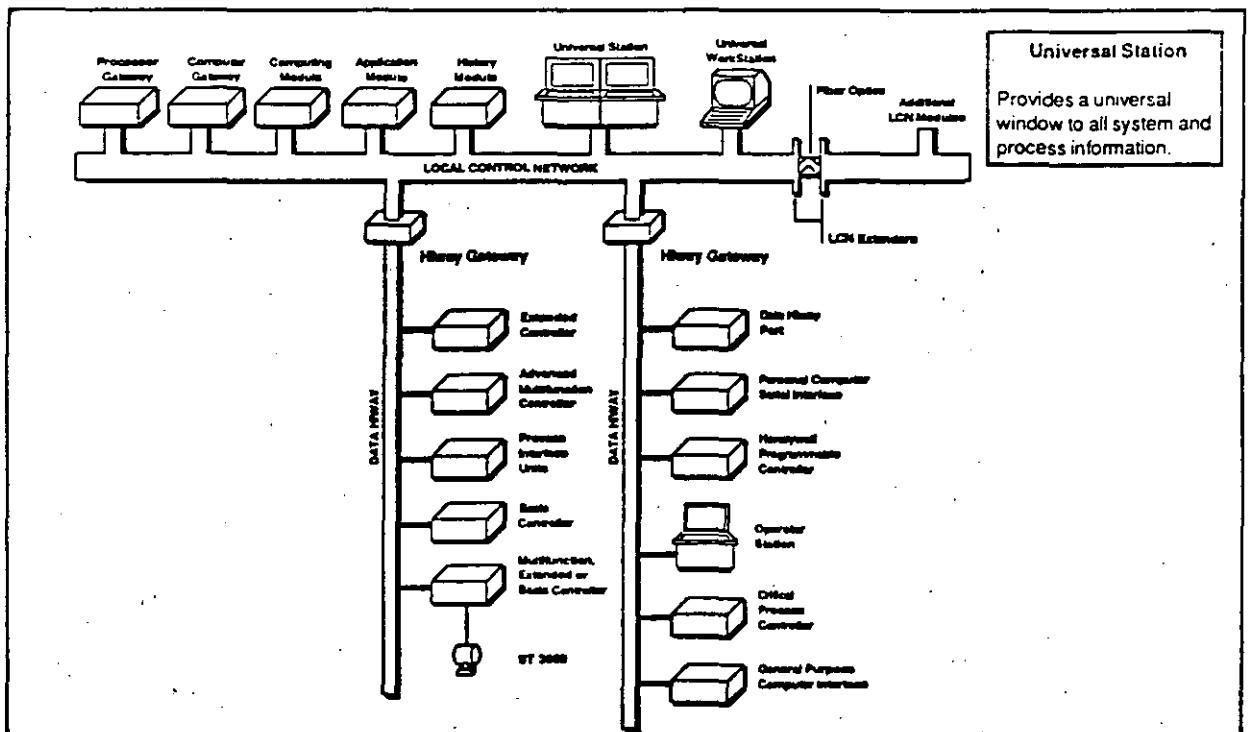 Processor
Gateway
Computer
Gateway
Computing
Module
Application
Module
History
Module
Universal Station
Universal
WorkStation
Fiber Optics
Additional
LCN Modules
LOCAL CONTROL NETWORK
LCN Extenders
Universal Station
Provides a universal
window to all system and
process information.
Hiway Gateway
Hiway Gateway
DATA HIWAY
Extended
Controller
Advanced
Multifunction
Controller
Process
Interface
Units
Basic
Controller
Multifunction,
Extended or
Basic Controller
ST 3000
DATA HIWAY
Data Hiway
Port
Personal Computer
Serial Interface
Honeywell
Programmable
Controller
Operator
Station
Critical
Process
Controller
General Purpose
Computer Interface